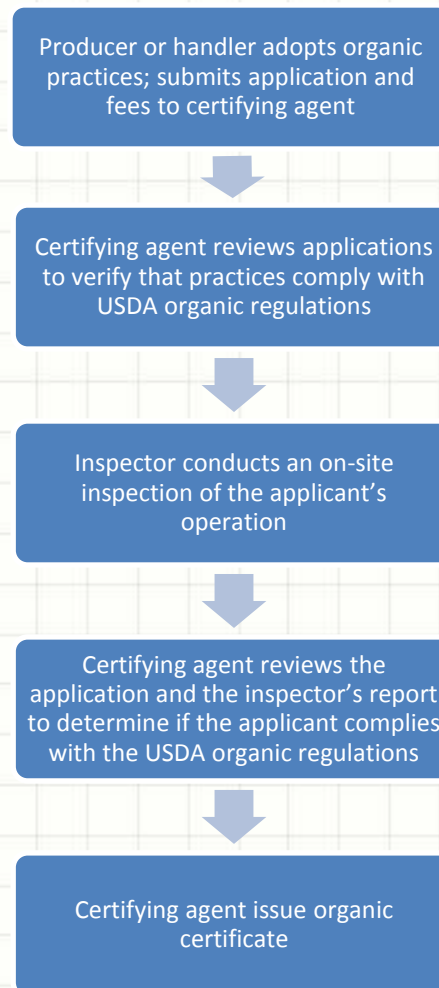 Producer or handler adopts organic
practices; submits application and
fees to certifying agent
Certifying agent reviews applications
to verify that practices comply with
USDA organic regulations
Inspector conducts an on-site
inspection of the applicant’s
operation
Certifying agent reviews the
application and the inspector’s report
to determine if the applicant complies
with the USDA organic regulations
Certifying agent issue organic
certificate